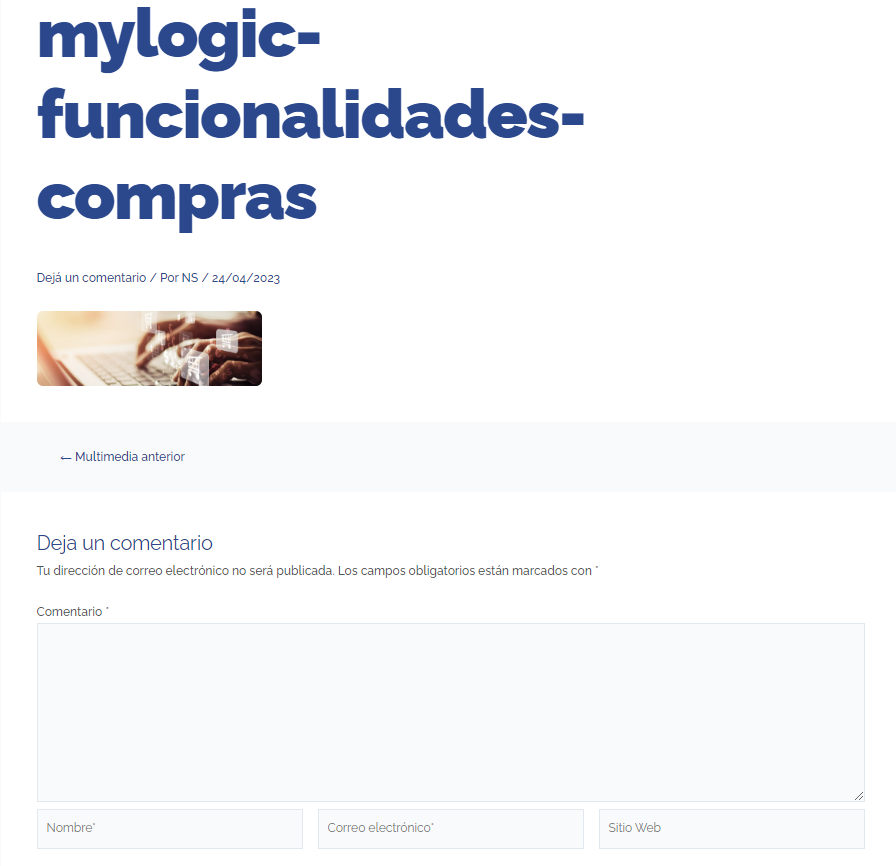 mylogic-
funcionalidades-
compras
Dejá un comentario / Por NS / 24/04/2023
← Multimedia anterior
Deja un comentario
Tu dirección de correo electrónico no será publicada. Los campos obligatorios están marcados con *
Comentario *
Nombre*
Correo electrónico*
Sitio Web